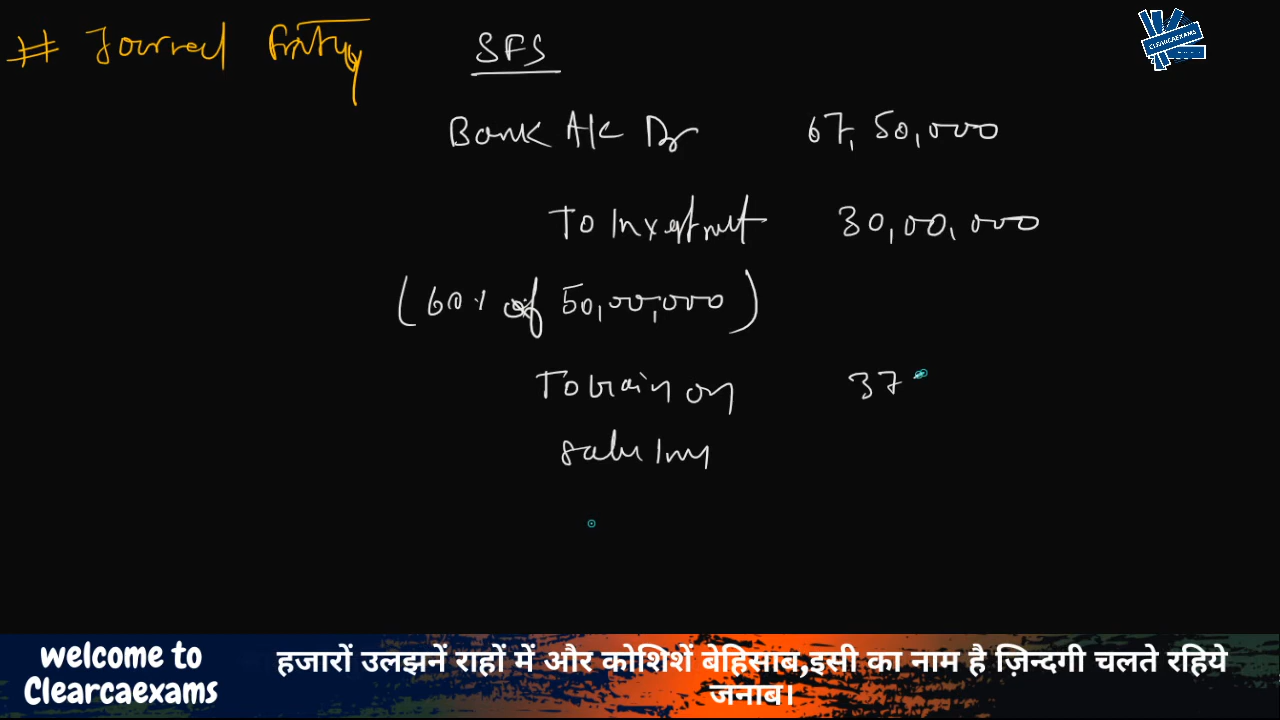 # Journal Entry
SFS
CLEARCAEXAMS
Bank A/c Dr 67,50,000
To Investment 30,00,000
(60% of 50,00,000)
To Gain on 37
Sale Inv
welcome to
Clearcaexams
हजारों उलझनें राहों में और कोशिशें बेहिसाब,इसी का नाम है ज़िन्दगी चलते रहिये
जनाब।